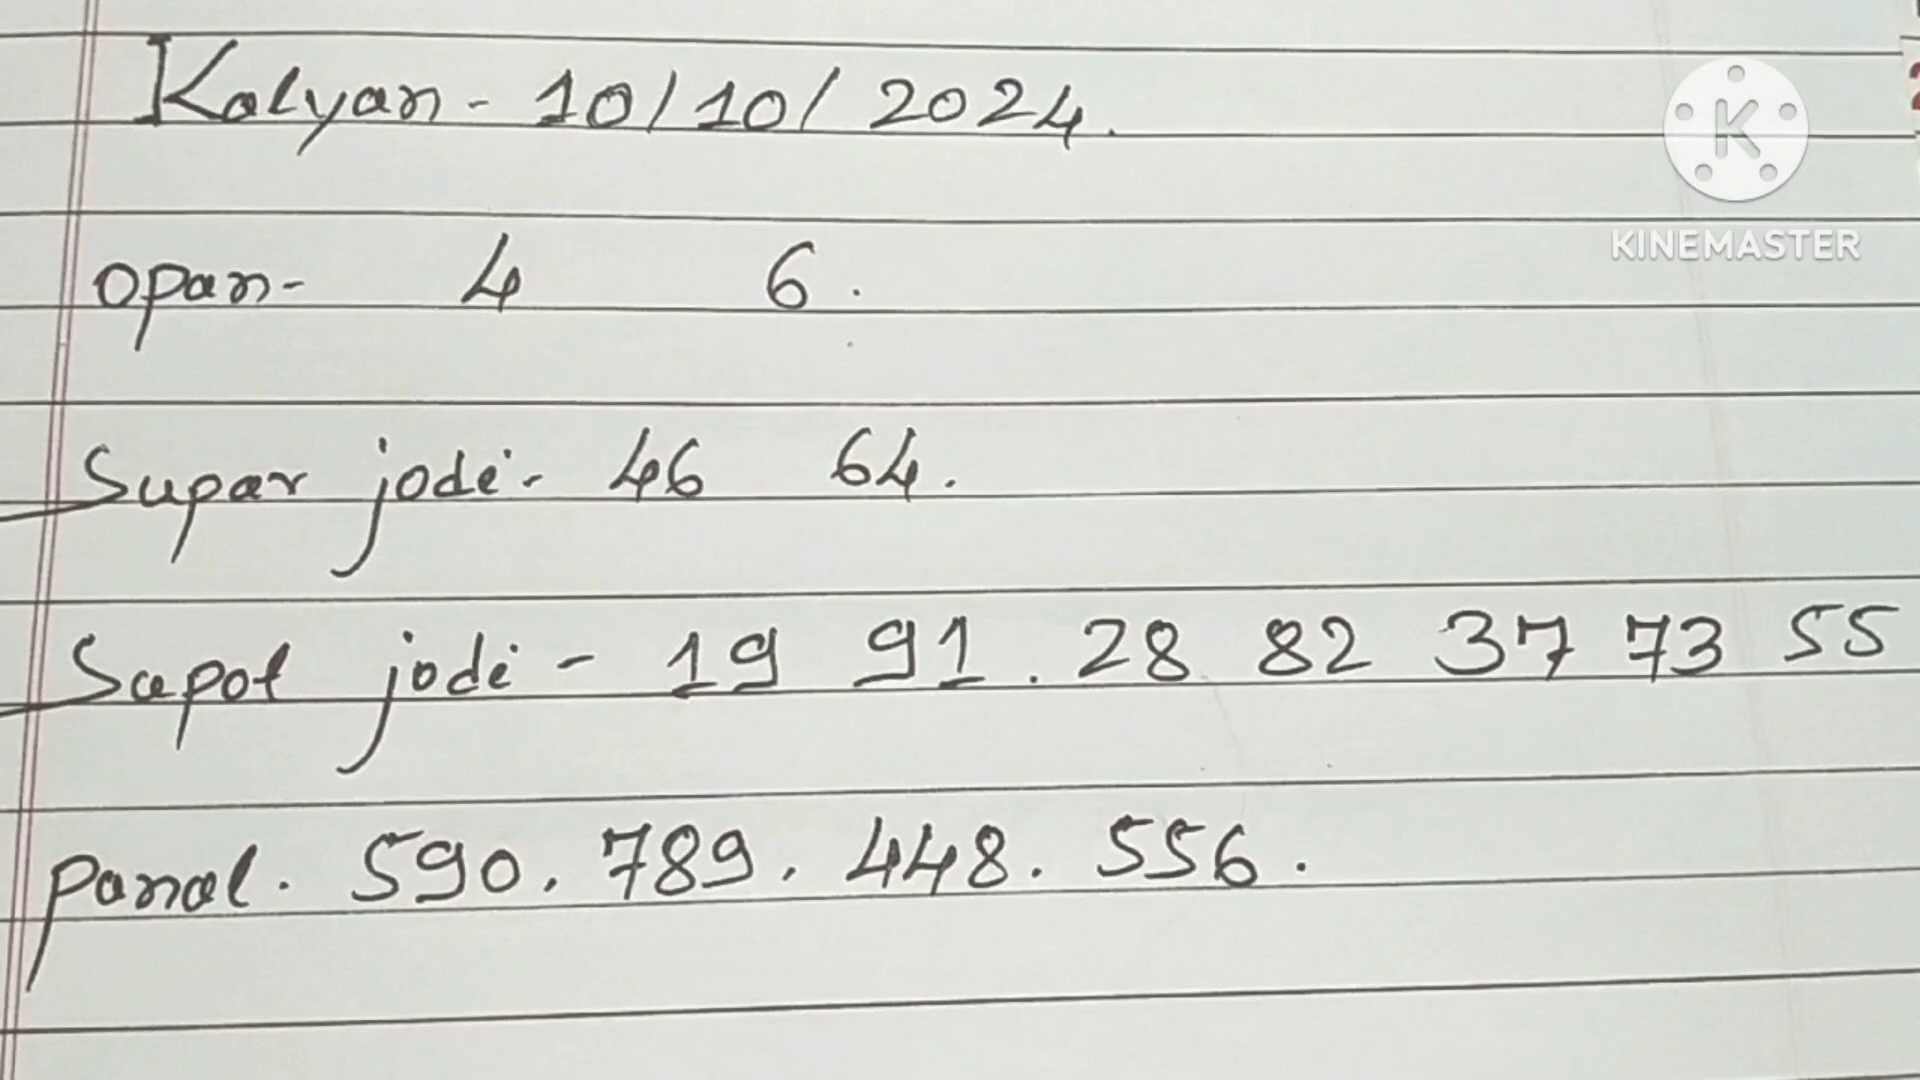 Kalyan - 10/10/2024.
KINEMASTER
opan- 4 6.
Supar jodi- 46 64.
Sapot jodi - 19 91. 28 82 37 73 55
panal. 590. 789. 448. 556.